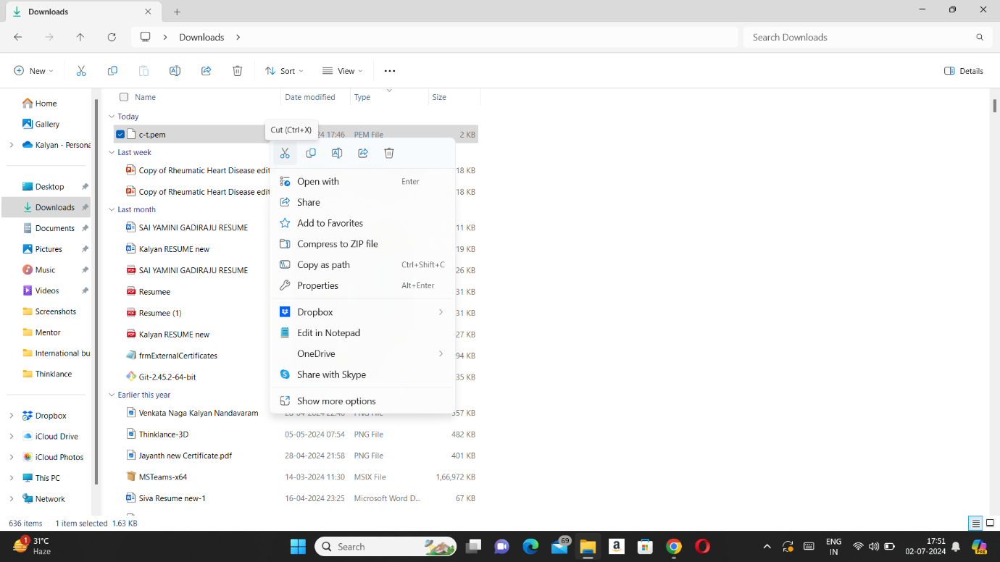 Downloads
Downloads
Search Downloads
New
Sort
View
Details
Home
Gallery
Kalyan - Persona
Desktop
Downloads
Documents
Pictures
Music
Videos
Screenshots
Mentor
International bu
Thinklance
Dropbox
iCloud Drive
iCloud Photos
This PC
Network
Name Date modified Type Size
Today
c-t.pem 24 17:46 PEM File 2 KB
Last week
Copy of Rheumatic Heart Disease edit 18 KB
Copy of Rheumatic Heart Disease edit 18 KB
Last month
SAI YAMINI GADIRAJU RESUME 11 KB
Kalyan RESUME new 19 KB
SAI YAMINI GADIRAJU RESUME 26 KB
Resumee 31 KB
Resumee (1) 31 KB
Kalyan RESUME new 27 KB
frmExternalCertificates 94 KB
Git-2.45.2-64-bit 35 KB
Earlier this year
Venkata Naga Kalyan Nandavaram 28-04-2024 22:46 PNG File 557 KB
Thinklance-3D 05-05-2024 07:54 PNG File 482 KB
Jayanth new Certificate.pdf 28-04-2024 21:58 PNG File 401 KB
MSTeams-x64 14-03-2024 11:30 MSIX File 1,66,972 KB
Siva Resume new-1 16-04-2024 23:25 Microsoft Word D... 67 KB
Cut (Ctrl+X)
Open with Enter
Share
Add to Favorites
Compress to ZIP file
Copy as path Ctrl+Shift+C
Properties Alt+Enter
Dropbox
Edit in Notepad
OneDrive
Share with Skype
Show more options
636 items 1 item selected 1.63 KB
1
31°C
Haze
Search
69
ENG
IN
17:51
02-07-2024
PRE